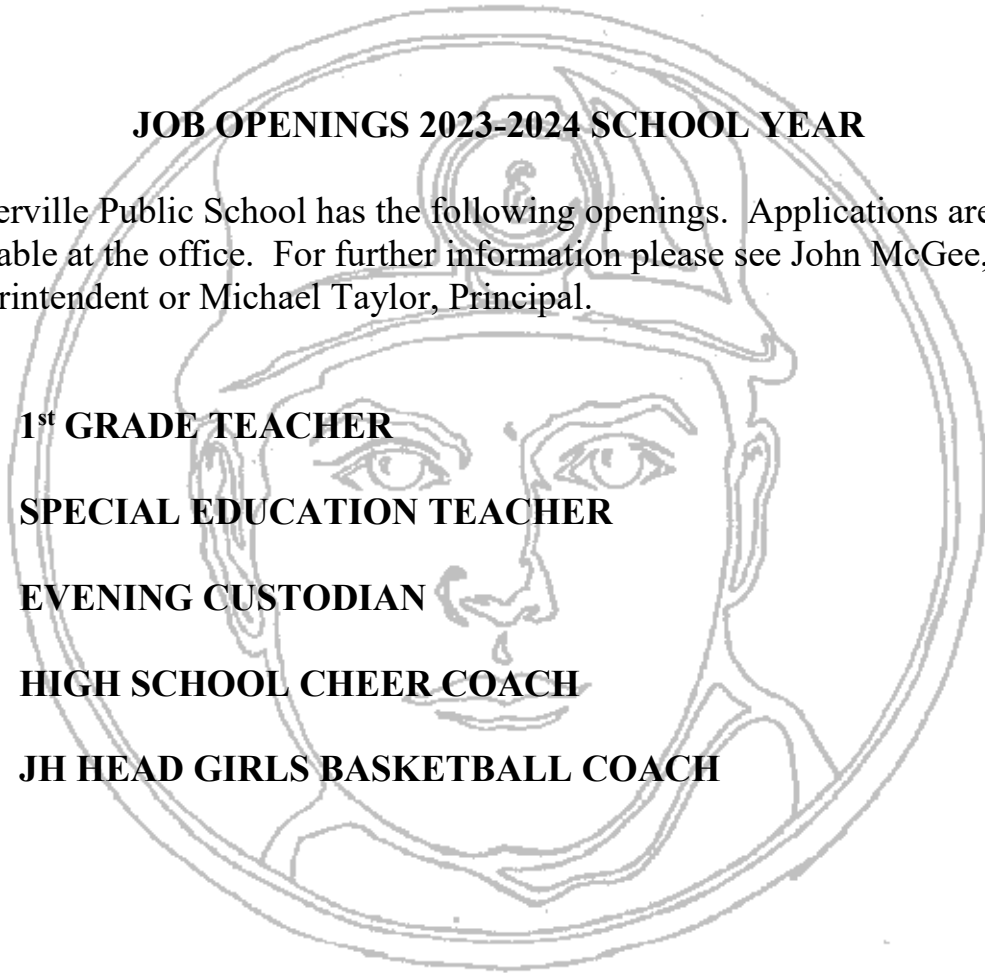 JOB OPENINGS 2023-2024 SCHOOL YEAR
erville Public School has the following openings.  Applications are
able at the office.  For further information please see John McGee,
rintendent or Michael Taylor, Principal.
1st GRADE TEACHER
SPECIAL EDUCATION TEACHER
EVENING CUSTODIAN
HIGH SCHOOL CHEER COACH
JH HEAD GIRLS BASKETBALL COACH